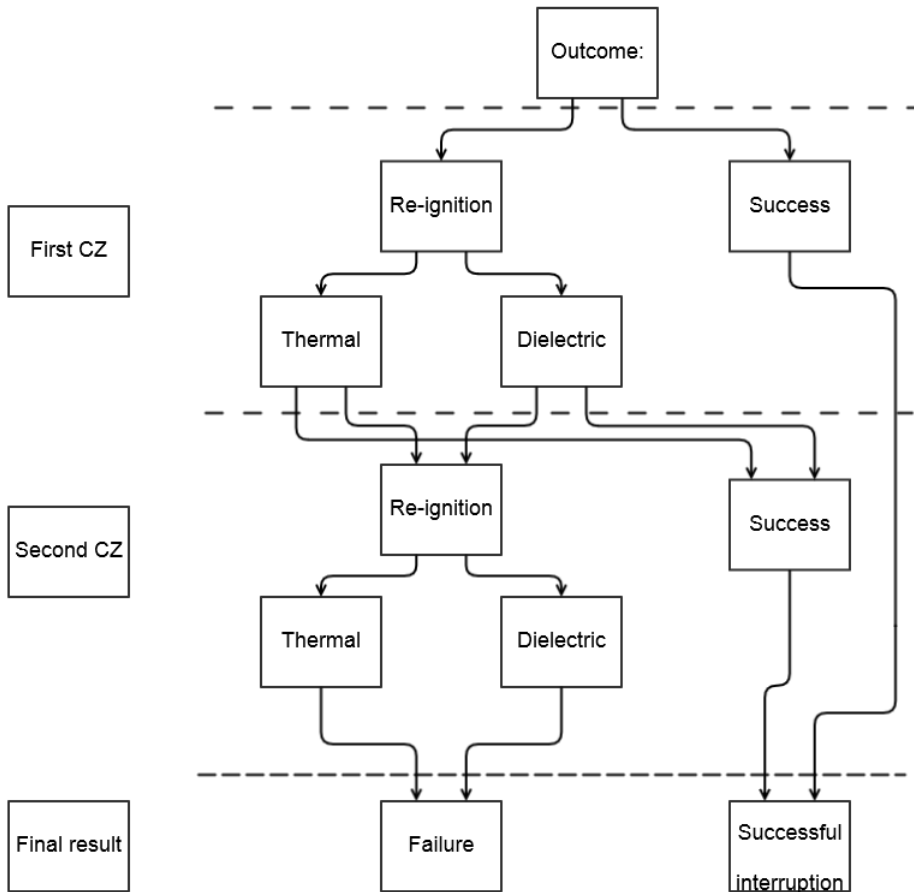 Outcome:
Re-ignition
Success
First CZ
Thermal
Dielectric
Re-ignition
Success
Second CZ
Thermal
Dielectric
Final result
Failure
Successful
interruption